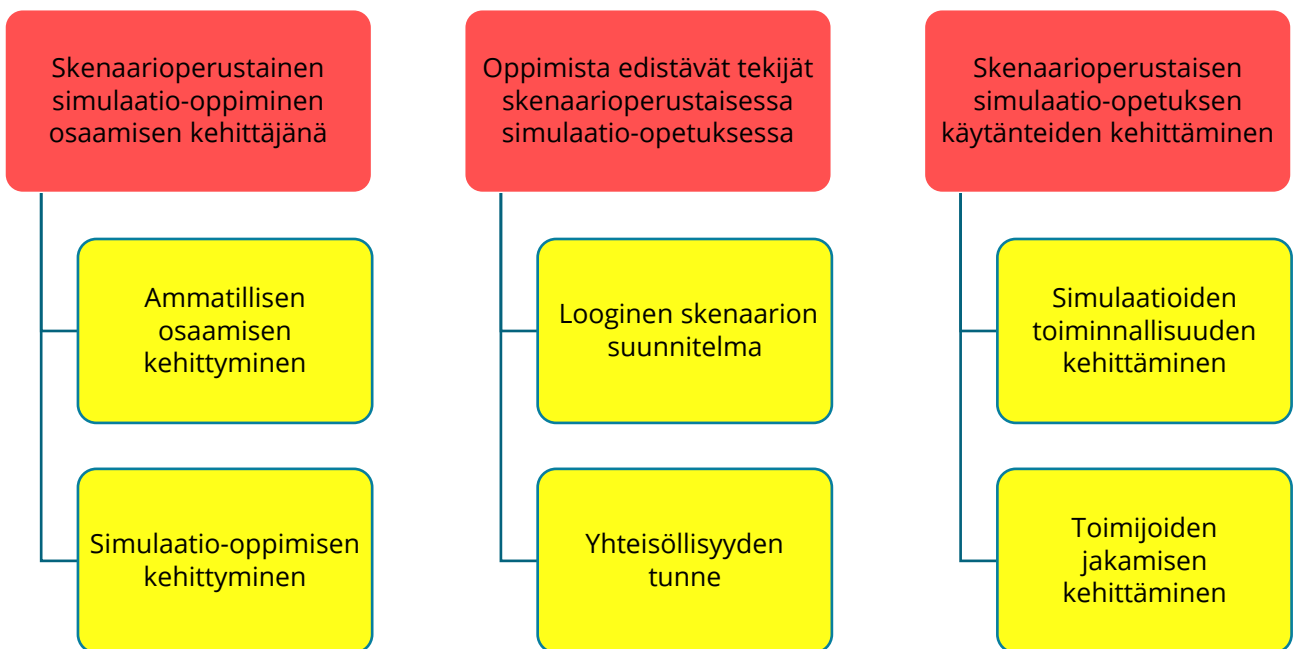 Skenaarioperustainen
simulaatio-oppiminen
osaamisen kehittäjänä
Ammatillisen
osaamisen
kehittyminen
Simulaatio-oppimisen
kehittyminen
Oppimista edistävät tekijät
skenaarioperustaisessa
simulaatio-opetuksessa
Looginen skenaarion
suunnitelma
Yhteisöllisyyden
tunne
Skenaarioperustaisen
simulaatio-opetuksen
käytänteiden kehittäminen
Simulaatioiden
toiminnallisuuden
kehittäminen
Toimijoiden
jakamisen
kehittäminen